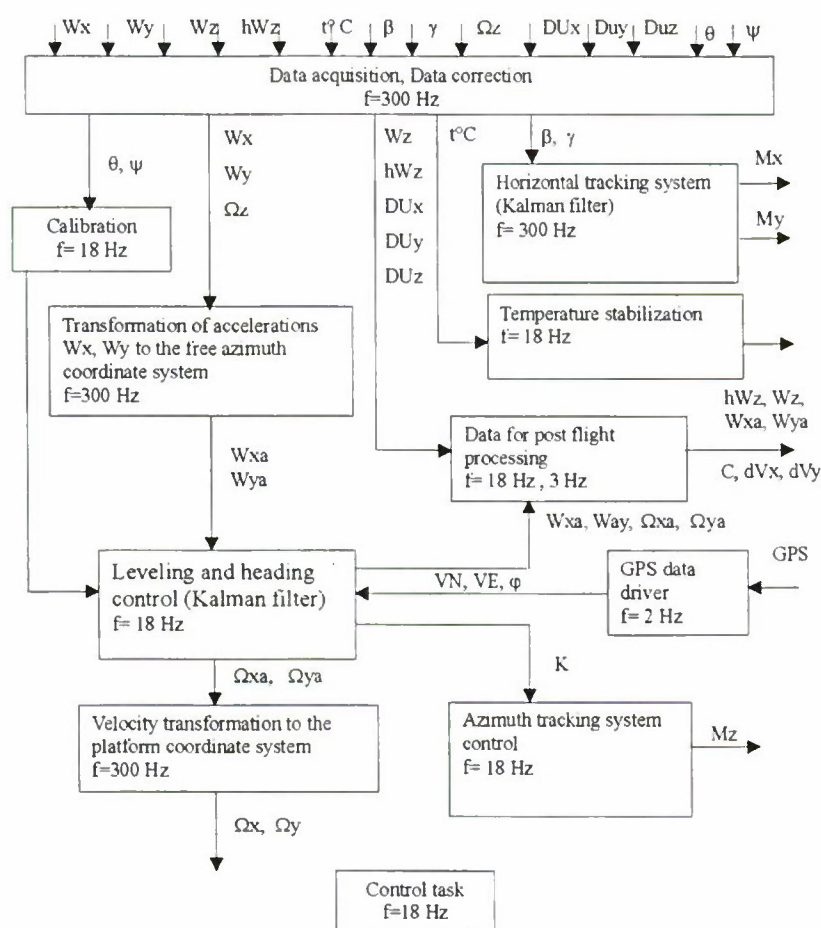 Wx Wy Wz hWz t°C β γ Ωz DUx Duy Duz θ ψ
Data acquisition, Data correction
f=300 Hz
θ, ψ
Wx
Wy
Ωz
Wz
hWz
DUx
DUy
DUz
t°C
β, γ
Horizontal tracking system
(Kalman filter)
f= 300 Hz
Mx
My
Calibration
f= 18 Hz
Transformation of accelerations
Wx, Wy to the free azimuth
coordinate system
f=300 Hz
Temperature stabilization
f= 18 Hz
hWz, Wz,
Wxa, Wya
Data for post flight
processing
f= 18 Hz , 3 Hz
C, dVx, dVy
Wxa
Wya
Wxa, Way, Ωxa, Ωya
Leveling and heading
control (Kalman filter)
f= 18 Hz
VN, VE, φ
GPS data
driver
f= 2 Hz
GPS
K
Ωxa, Ωya
Velocity transformation to the
platform coordinate system
f=300 Hz
Azimuth tracking system
control
f= 18 Hz
Mz
Ωx, Ωy
Control task
f=18 Hz